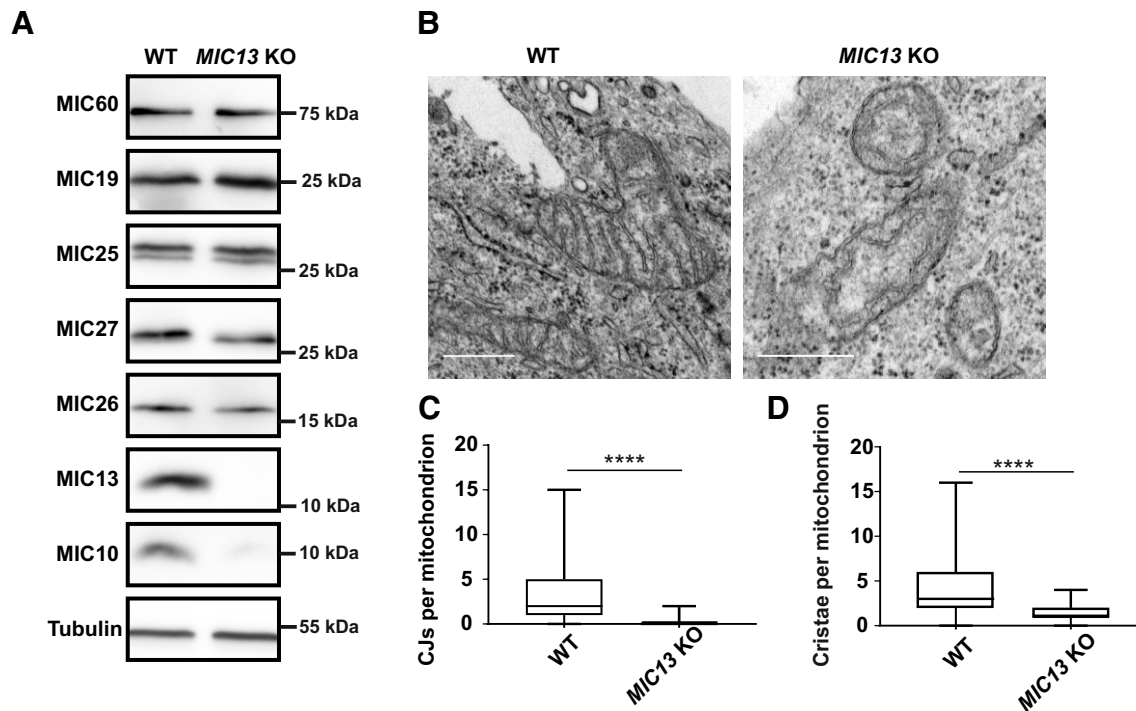 A
WT MIC13 KO
MIC60
75 kDa
MIC19
25 kDa
MIC25
25 kDa
MIC27
25 kDa
MIC26
15 kDa
MIC13
10 kDa
MIC10
10 kDa
Tubulin
55 kDa
B
WT MIC13 KO
C
CJs per mitochondrion
20
15
10
5
0
****
WT
MIC13 KO
D
Cristae per mitochondrion
20
15
10
5
0
****
WT
MIC13 KO